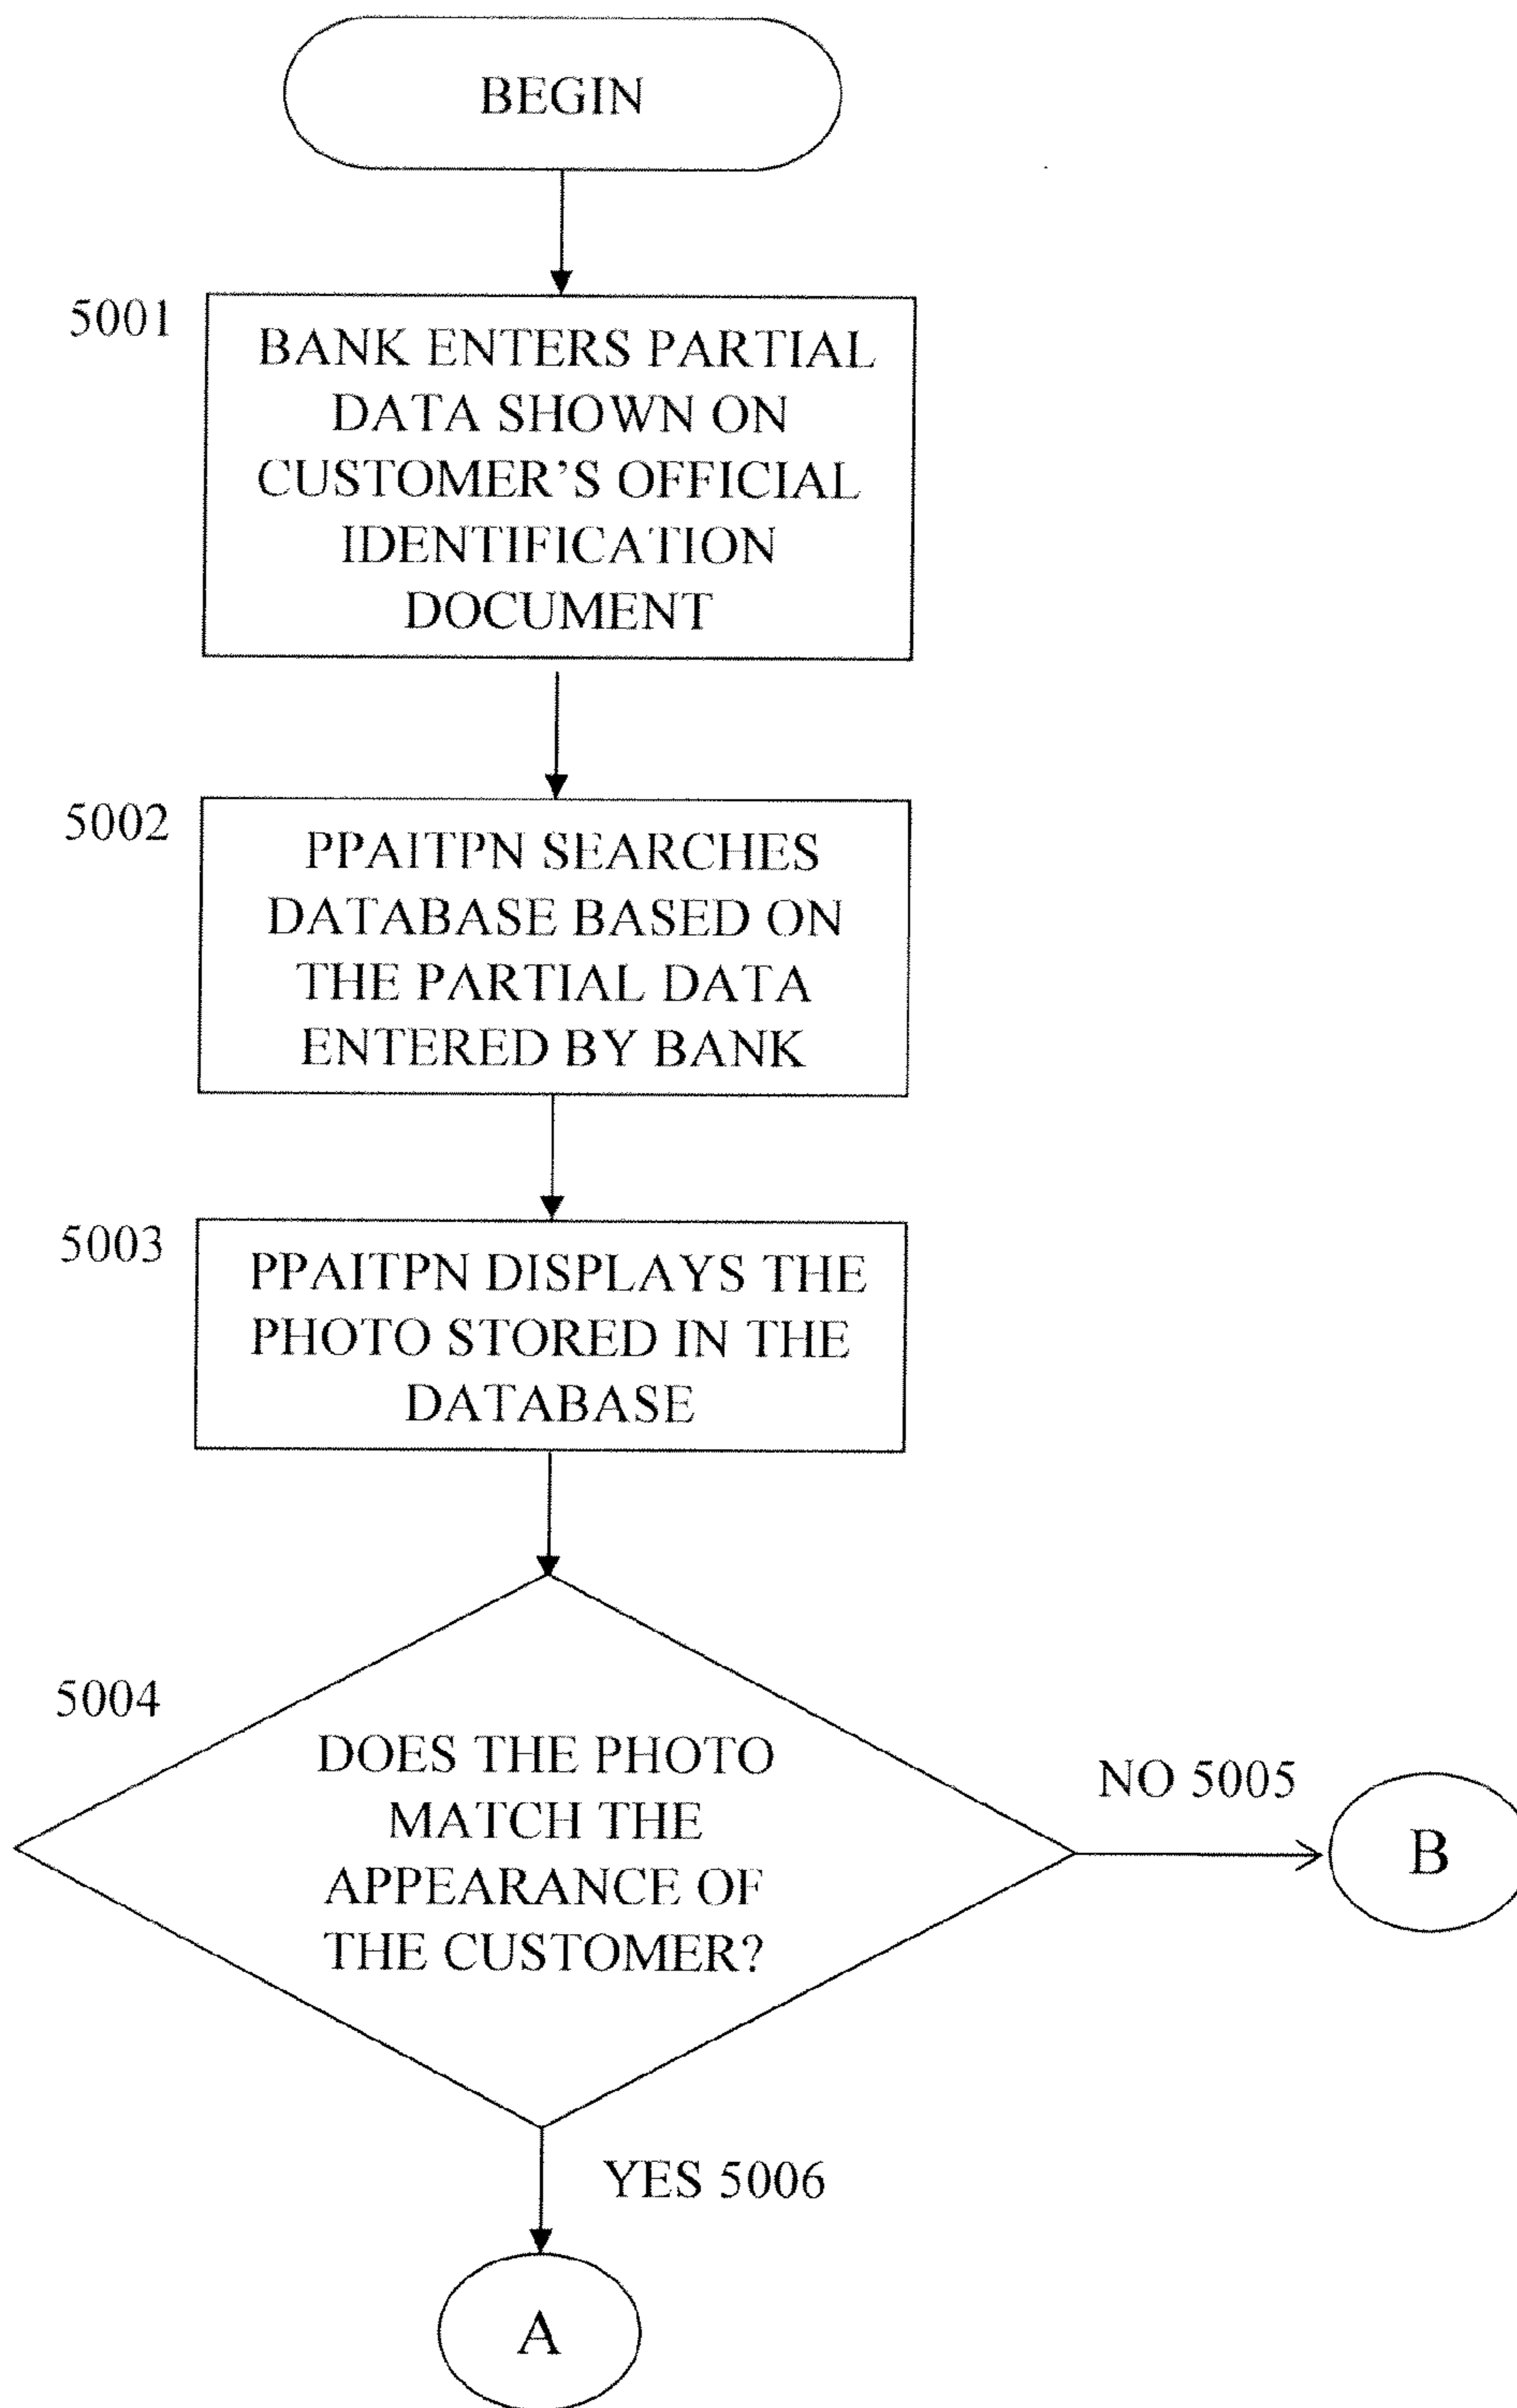 BEGIN
5001
BANK ENTERS PARTIAL
DATA SHOWN ON
CUSTOMER'S OFFICIAL
IDENTIFICATION
DOCUMENT
5002
PPAITPN SEARCHES
DATABASE BASED ON
THE PARTIAL DATA
ENTERED BY BANK
5003
PPAITPN DISPLAYS THE
PHOTO STORED IN THE
DATABASE
5004
DOES THE PHOTO
MATCH THE
APPEARANCE OF
THE CUSTOMER?
NO 5005
B
YES 5006
A